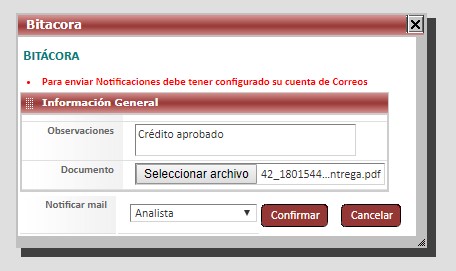 Bitacora
BITÁCORA
Para enviar Notificaciones debe tener configurado su cuenta de Correos
Información General
Observaciones
Crédito aprobado
Documento
Seleccionar archivo 42_1801544...ntrega.pdf
Notificar mail
Analista
Confirmar
Cancelar